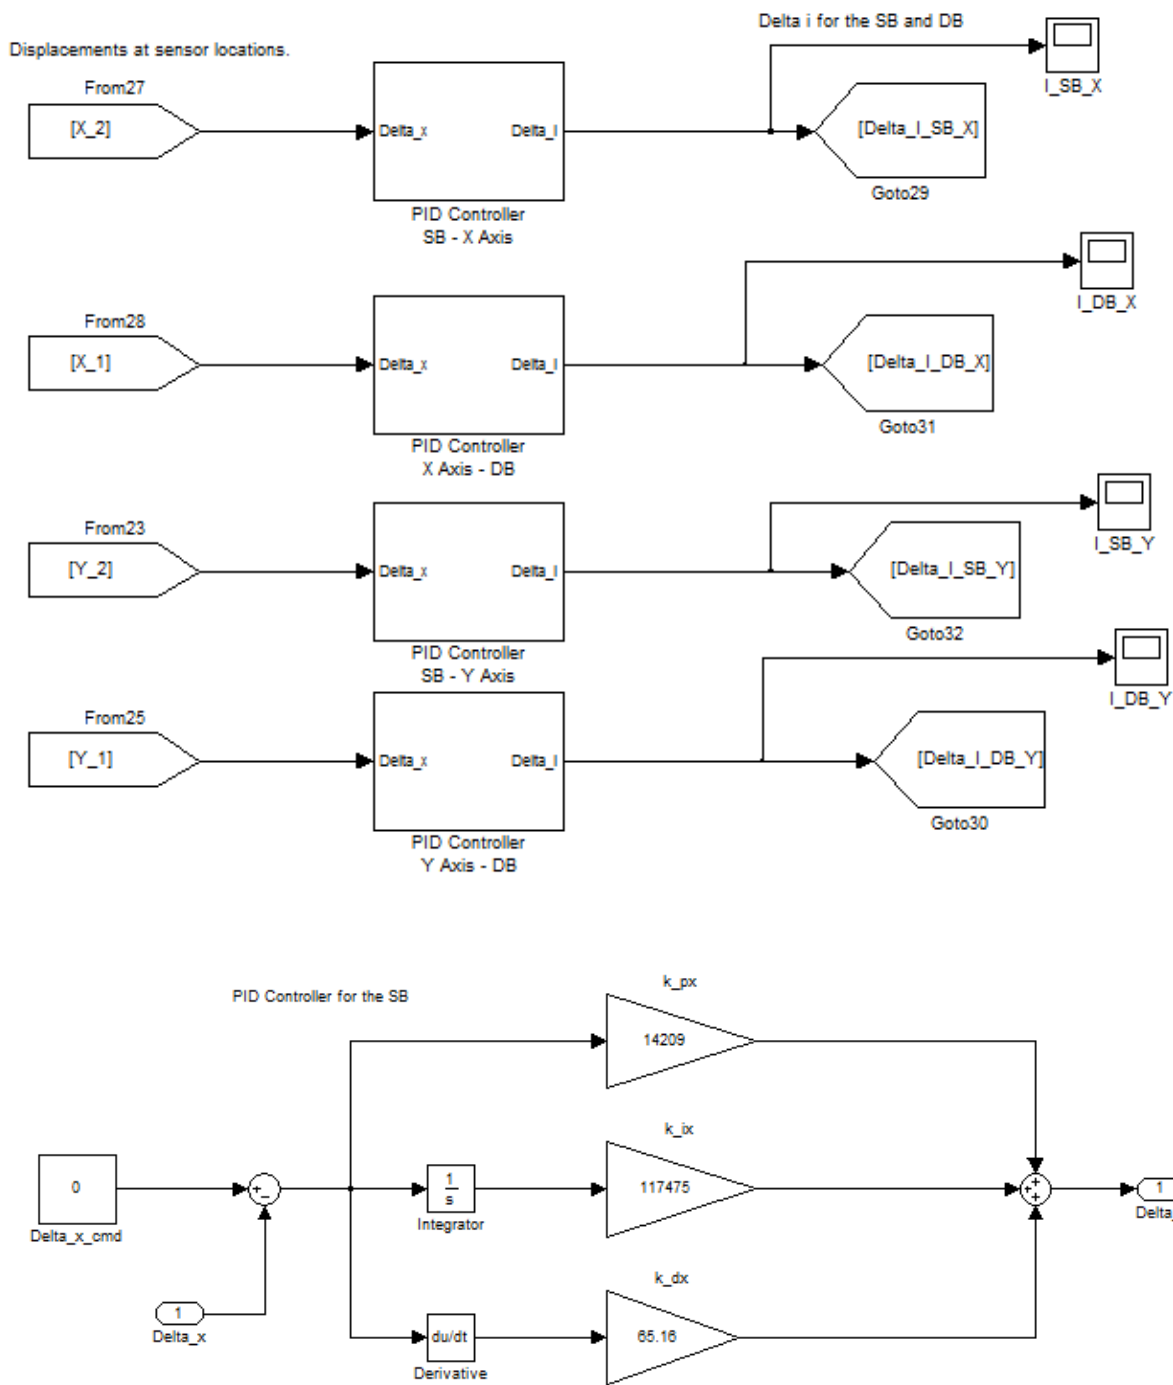 Delta i for the SB and DB
Displacements at sensor locations.
I_SB_X
From27
[X_2]
Delta_x
Delta_I
[Delta_I_SB_X]
Goto29
PID Controller
SB - X Axis
I_DB_X
From28
[X_1]
Delta_x
Delta_I
[Delta_I_DB_X]
Goto31
PID Controller
X Axis - DB
I_SB_Y
From23
[Y_2]
Delta_x
Delta_I
[Delta_I_SB_Y]
Goto32
PID Controller
SB - Y Axis
I_DB_Y
From25
[Y_1]
Delta_x
Delta_I
[Delta_I_DB_Y]
Goto30
PID Controller
Y Axis - DB
PID Controller for the SB
k_px
14209
k_ix
0
+
−
1
s
117475
+
+
+
1
Delta_x_cmd
Integrator
Delta_
k_dx
1
Delta_x
du/dt
65.16
Derivative